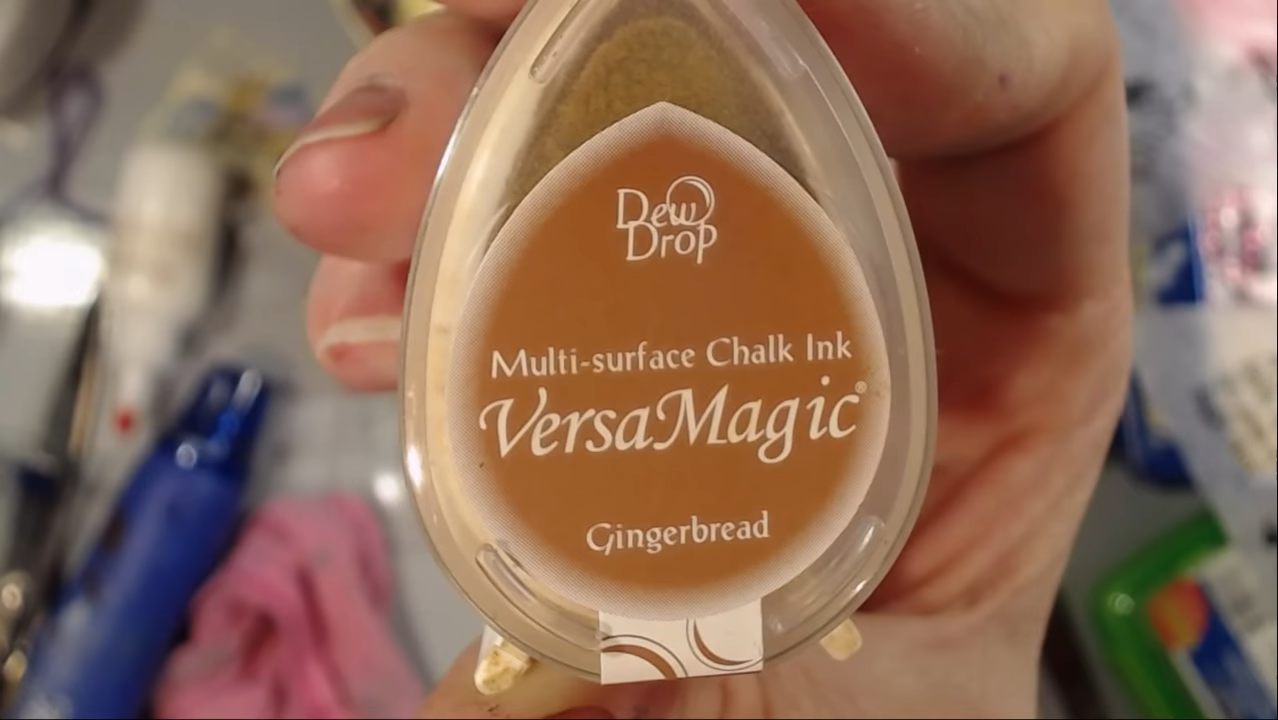 Dew
Drop
Multi-surface Chalk Ink
VersaMagic®
Gingerbread